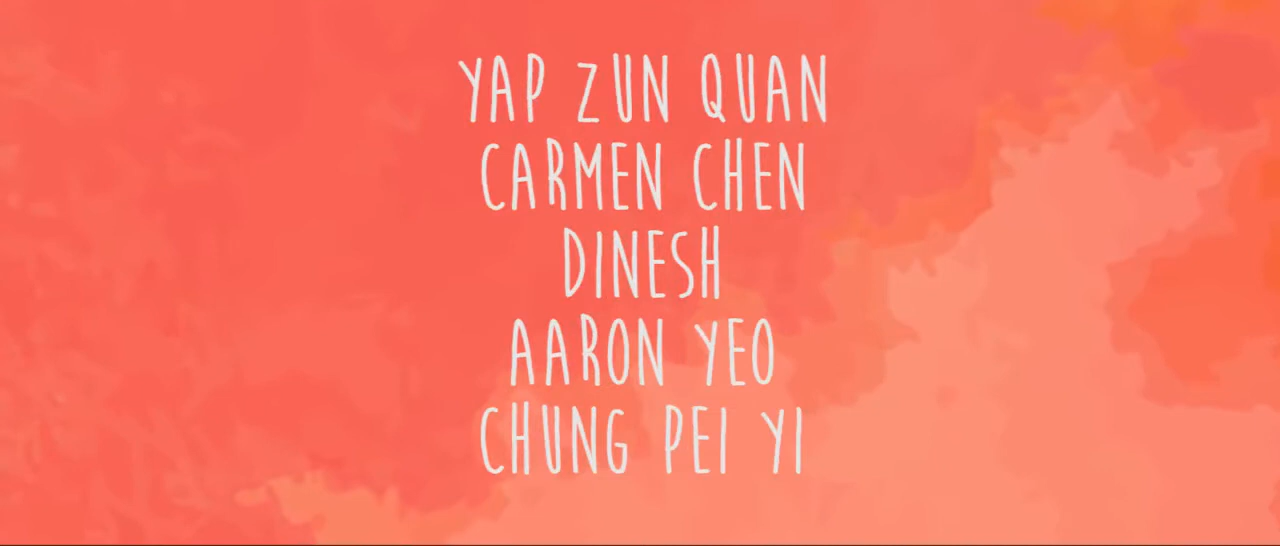 YAP ZUN QUAN
CARMEN CHEN
DINESH
AARON YEO
CHUNG PEI YI